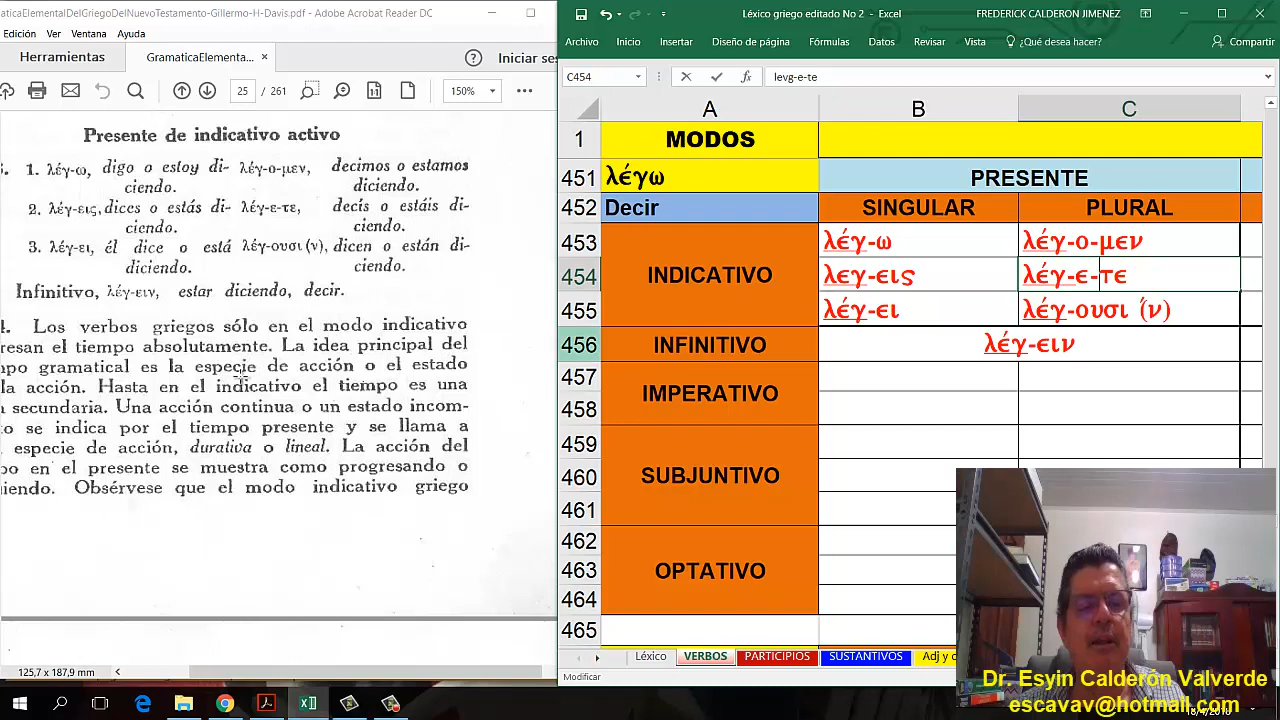 aticaElementalDelGriegoDelNuevoTestamento-Gillermo-H-Davis.pdf - Adobe Acrobat Reader DC
Edición Ver Ventana Ayuda
Herramientas GramaticaElementa... × Iniciar ses
25 / 261 150%
Presente de indicativo activo
1. λέγ-ω, digo o estoy di- λέγ-ο-μεν, decimos o estamos
ciendo. diciendo.
2. λέγ-εις, dices o estás di- λέγ-ε-τε, decís o estáis di-
ciendo. ciendo.
3. λέγ-ει, él dice o está λέγ-ουσι (ν), dicen o están di-
diciendo. ciendo.
Infinitivo, λέγ-ειν, estar diciendo, decir.
Los verbos griegos sólo en el modo indicativo
resan el tiempo absolutamente. La idea principal del
npo gramatical es la especie de acción o el estado
la acción. Hasta en el indicativo el tiempo es una
secundaria. Una acción continua o un estado incom-
to se indica por el tiempo presente y se llama a
especie de acción, durativa o lineal. La acción del
po en el presente se muestra como progresando o
iendo. Obsérvese que el modo indicativo griego
125,7 x 187,9 mm
Léxico griego editado No 2 - Excel FREDERICK CALDERON JIMENEZ
Archivo Inicio Insertar Diseño de página Fórmulas Datos Revisar Vista ¿Qué desea hacer? Compartir
C454 fx levg-e-te
A B C
1 MODOS
451 λέγω PRESENTE
452 Decir SINGULAR PLURAL
453 λέγ-ω λέγ-ο-μεν
454 INDICATIVO λεγ-εις λέγ-ε-τε
455 λέγ-ει λέγ-ουσι (ν)
456 INFINITIVO λέγ-ειν
457
IMPERATIVO
458
459
460 SUBJUNTIVO
461
462
463 OPTATIVO
464
465
Léxico VERBOS PARTICIPIOS SUSTANTIVOS Adj y
Modificar
Dr. Esyin Calderón Valverde
escavav@hotmail.com